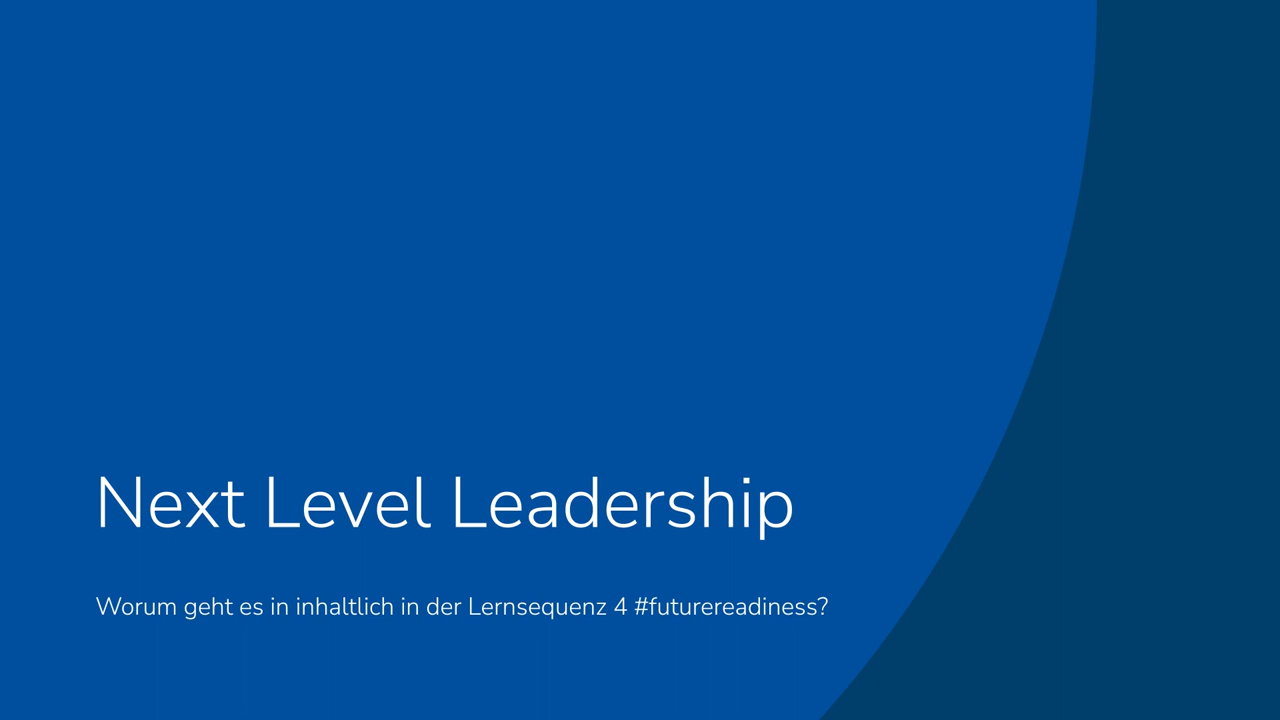 Next Level Leadership
Worum geht es in inhaltlich in der Lernsequenz 4 #futurereadiness?